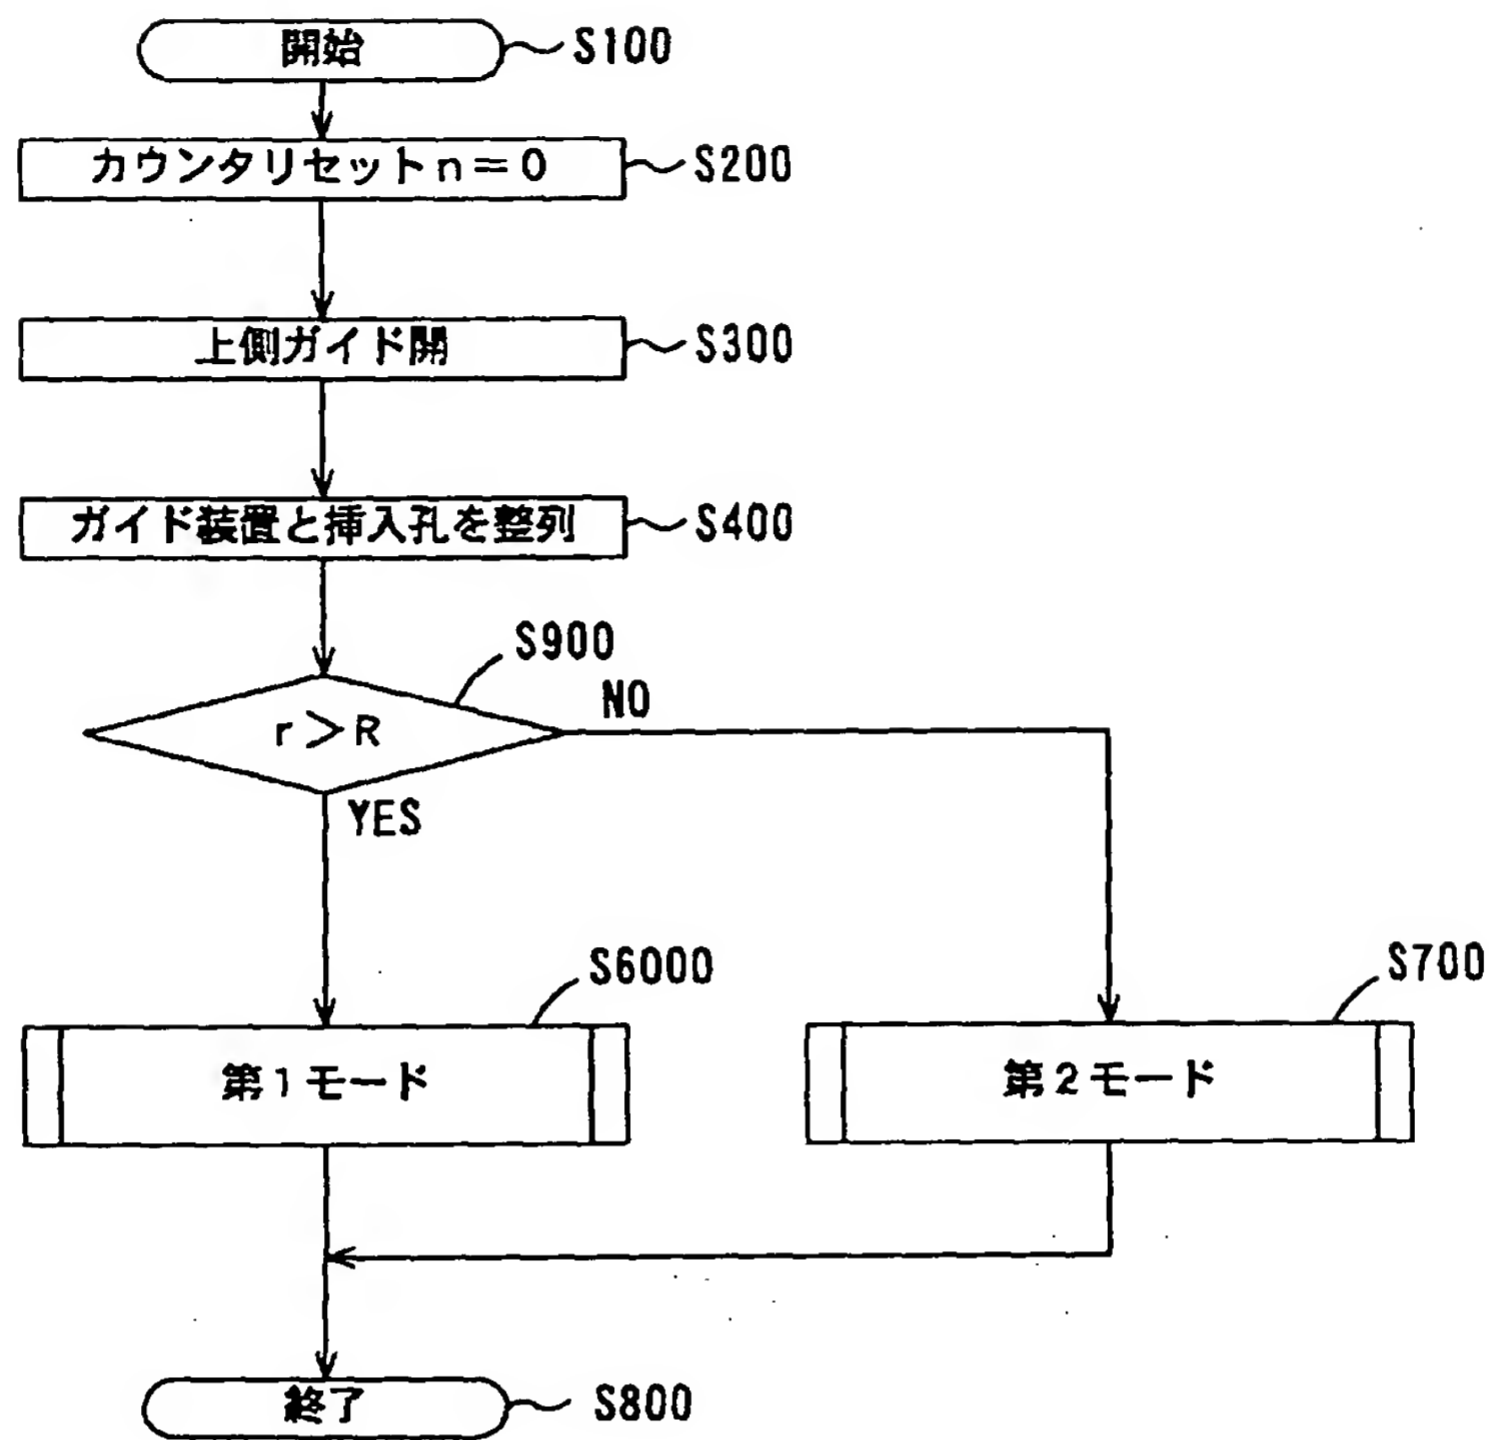 開始
S100
カウンタリセットn=0
S200
上側ガイド開
S300
ガイド装置と挿入孔を整列
S400
S900
r>R
NO
YES
S6000
第1モード
S700
第2モード
終了
S800